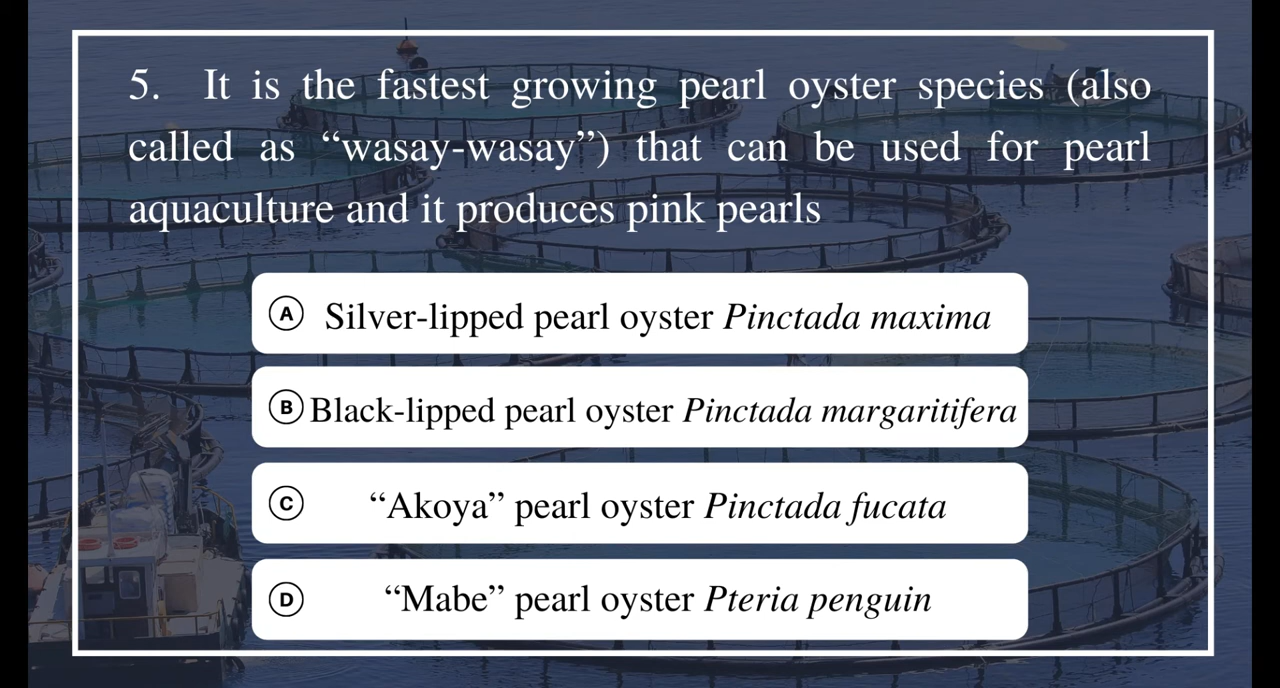 5. It is the fastest growing pearl oyster species (also
called as “wasay-wasay”) that can be used for pearl
aquaculture and it produces pink pearls
A Silver-lipped pearl oyster Pinctada maxima
B Black-lipped pearl oyster Pinctada margaritifera
C “Akoya” pearl oyster Pinctada fucata
D “Mabe” pearl oyster Pteria penguin